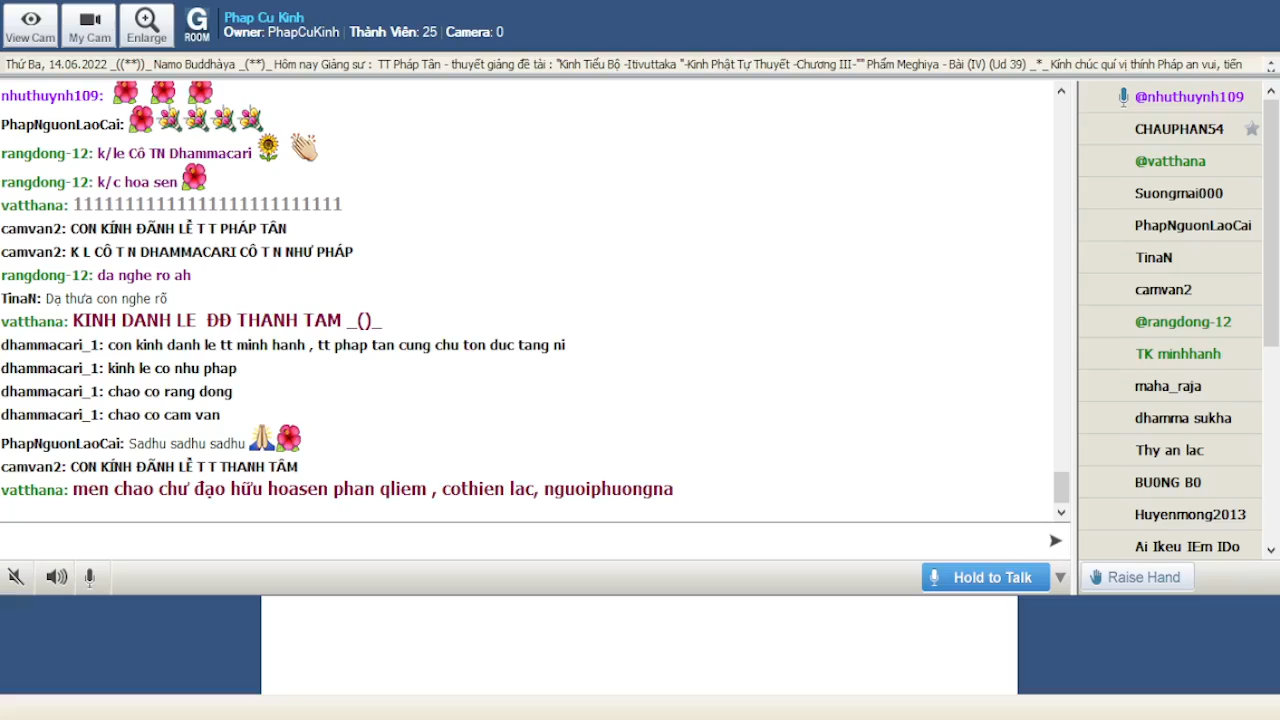 View Cam
My Cam
Enlarge
G
ROOM
Phap Cu Kinh
Owner: PhapCuKinh | Thành Viên: 25 | Camera: 0
Thứ Ba, 14.06.2022 _((**))_ Namo Buddhàya _(**)_ Hôm nay Giảng sư : TT Pháp Tân - thuyết giảng đề tài : "Kinh Tiểu Bộ -Itivuttaka "-Kinh Phật Tự Thuyết -Chương III-"" Phẩm Meghiya - Bài (IV) (Ud 39) _*_ Kính chúc quí vị thính Pháp an vui, tiến
nhuthuynh109:
PhapNguonLaoCai:
rangdong-12: k/le Cô TN Dhammacari
rangdong-12: k/c hoa sen
vatthana: 11111111111111111111111111
camvan2: CON KÍNH ĐÃNH LỄ T T PHÁP TÂN
camvan2: K L CÔ T N DHAMMACARI CÔ T N NHƯ PHÁP
rangdong-12: da nghe ro ah
TinaN: Dạ thưa con nghe rõ
vatthana: KINH DANH LE ĐĐ THANH TAM _()_
dhammacari_1: con kinh danh le tt minh hanh , tt phap tan cung chu ton duc tang ni
dhammacari_1: kinh le co nhu phap
dhammacari_1: chao co rang dong
dhammacari_1: chao co cam van
PhapNguonLaoCai: Sadhu sadhu sadhu
camvan2: CON KÍNH ĐÃNH LỄ T T THANH TÂM
vatthana: men chao chư đạo hữu hoasen phan qliem , cothien lac, nguoiphuongna
Hold to Talk
@nhuthuynh109
CHAUPHAN54
@vatthana
Suongmai000
PhapNguonLaoCai
TinaN
camvan2
@rangdong-12
TK minhhanh
maha_raja
dhamma sukha
Thy an lac
BU0NG B0
Huyenmong2013
Ai Ikeu IEm IDo
Raise Hand